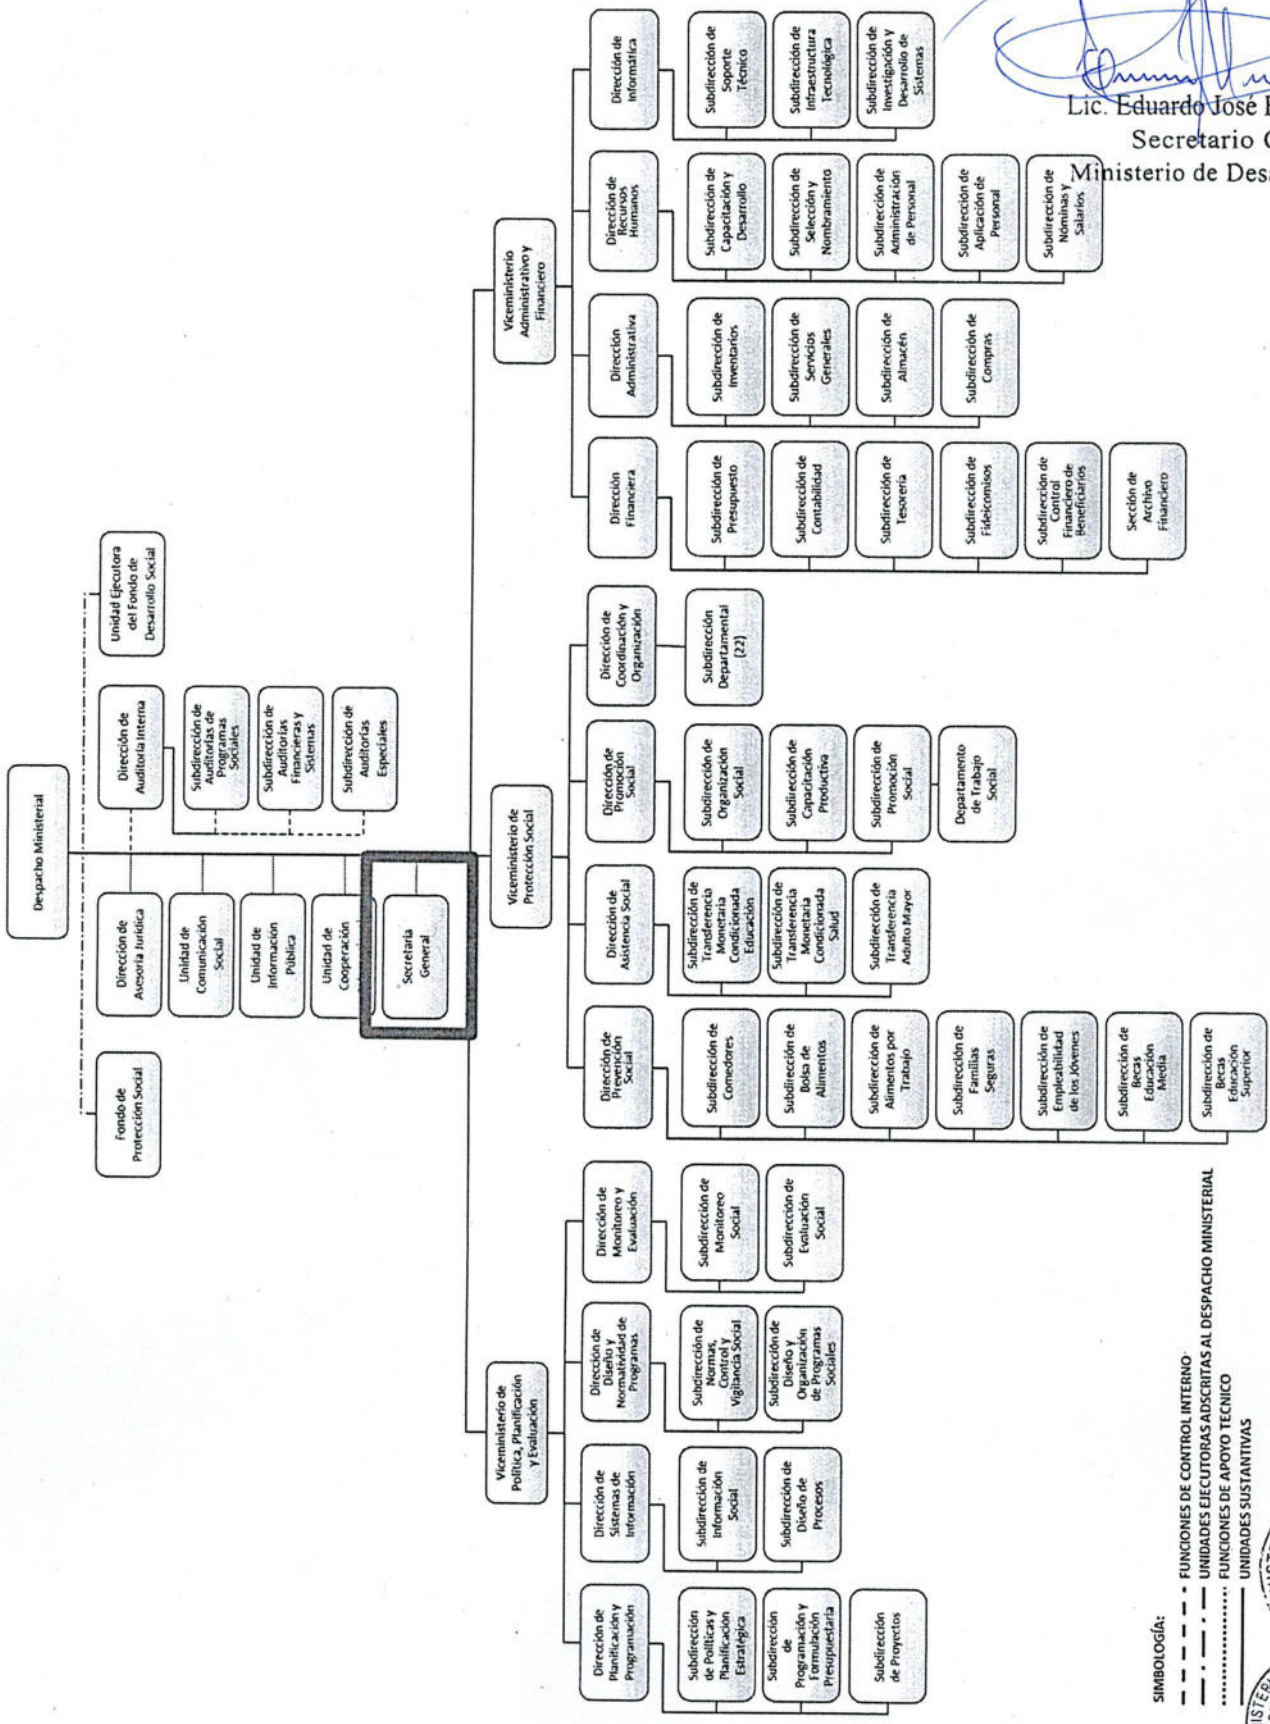 Despacho Ministerial
Fondo de
Protección Social
Unidad Ejecutora
del Fondo de
Desarrollo Social
Dirección de
Asesoría Jurídica
Dirección de
Auditoría Interna
Unidad de
Comunicación
Social
Subdirección de
Auditorías de
Programas
Sociales
Unidad de
Información
Pública
Subdirección de
Auditorías
Financieras y
Sistemas
Unidad de
Cooperación
Subdirección de
Auditorías
Especiales
Secretaria
General
Viceministerio de
Política, Planificación
y Evaluación
Dirección de
Planificación y
Programación
Subdirección
de Políticas y
Planificación
Estratégica
Subdirección
de
Programación y
Formulación
Presupuestaria
Subdirección
de Proyectos
Dirección de
Sistemas de
Información
Subdirección de
Información
Social
Subdirección de
Diseño de
Procesos
Dirección de
Diseño y
Normatividad de
Programas
Subdirección de
Normas,
Control y
Vigilancia Social
Subdirección de
Diseño y
Organización
de Programas
Sociales
Dirección de
Monitoreo y
Evaluación
Subdirección de
Monitoreo
Social
Subdirección de
Evaluación
Social
Viceministerio de
Protección Social
Dirección de
Prevención
Social
Subdirección de
Comedores
Subdirección de
Bolsa de
Alimentos
Subdirección de
Alimentos por
Trabajo
Subdirección de
Familias
Seguras
Subdirección de
Empleabilidad
de los Jóvenes
Subdirección de
Becas
Educación
Media
Subdirección de
Becas
Educación
Superior
Dirección de
Asistencia Social
Subdirección de
Transferencia
Monetaria
Condicionada
Educación
Subdirección de
Transferencia
Monetaria
Condicionada
Salud
Subdirección de
Transferencia
Adulto Mayor
Dirección de
Promoción
Social
Subdirección de
Organización
Social
Subdirección de
Capacitación
Productiva
Subdirección de
Promoción
Social
Departamento
de Trabajo
Social
Dirección de
Coordinación y
Organización
Subdirección
Departamental
(22)
Viceministerio
Administrativo y
Financiero
Dirección
Financiera
Subdirección de
Presupuesto
Subdirección de
Contabilidad
Subdirección de
Tesorería
Subdirección de
Fideicomisos
Subdirección de
Control
Financiero de
Beneficiarios
Sección de
Archivo
Financiero
Dirección
Administrativa
Subdirección de
Inventarios
Subdirección de
Servicios
Generales
Subdirección de
Almacén
Subdirección de
Compras
Dirección de
Recursos
Humanos
Subdirección de
Capacitación y
Desarrollo
Subdirección de
Selección y
Nombramiento
Subdirección de
Administración
de Personal
Subdirección de
Aplicación de
Personal
Subdirección de
Nóminas y
Salarios
Dirección de
Informática
Subdirección de
Soporte
Técnico
Subdirección de
Infraestructura
Tecnológica
Subdirección de
Investigación y
Desarrollo de
Sistemas
SIMBOLOGÍA:
FUNCIONES DE CONTROL INTERNO
UNIDADES EJECUTORAS ADSCRITAS AL DESPACHO MINISTERIAL
FUNCIONES DE APOYO TECNICO
UNIDADES SUSTANTIVAS
Lic. Eduardo José
Secretario
Ministerio de